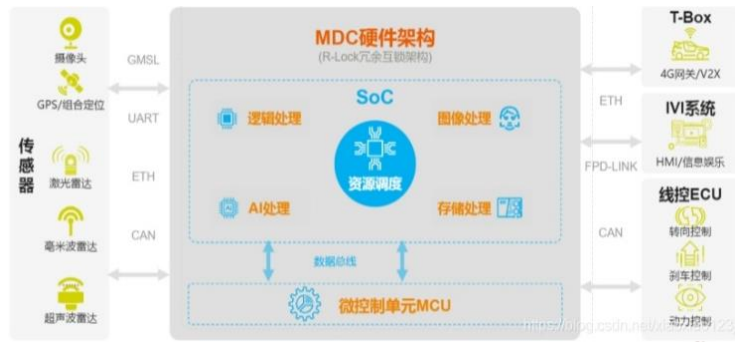 传感器
摄像头
GPS/组合定位
激光雷达
毫米波雷达
超声波雷达
GMSL
UART
ETH
CAN
MDC硬件架构
(R-Lock冗余互锁架构)
SoC
逻辑处理
图像处理
资源调度
AI处理
存储处理
数据总线
微控制单元MCU
ETH
FPD-LINK
CAN
T-Box
4G网关/V2X
IVI系统
HMI/信息娱乐
线控ECU
转向控制
刹车控制
动力控制